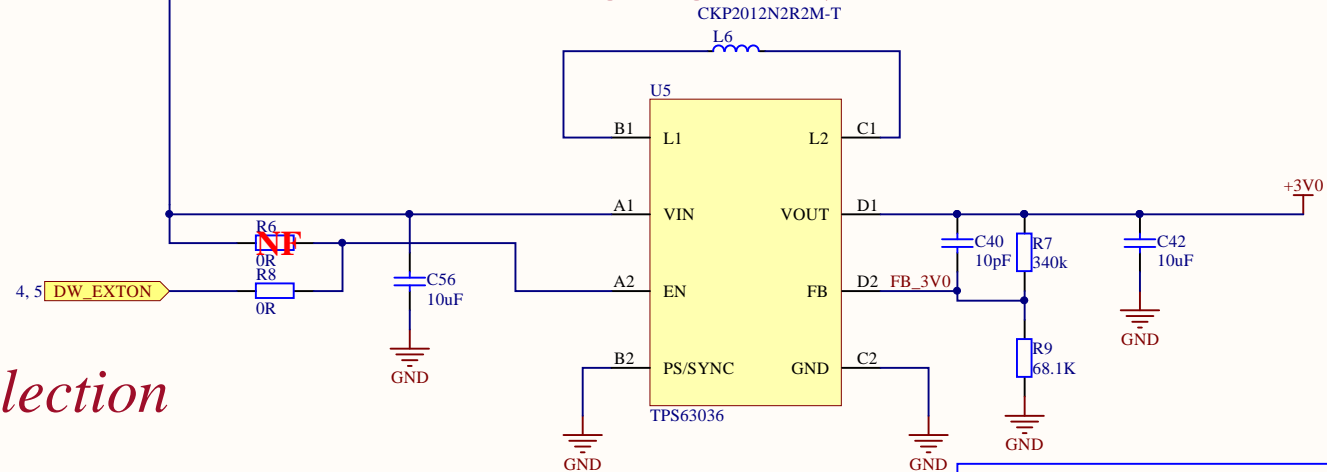 CKP2012N2R2M-T
L6
U5
B1
L1
L2
C1
+3V0
A1
VIN
VOUT
D1
R6
NF
0R
R8
0R
4, 5
DW_EXTON
C56
10uF
A2
EN
FB
D2
FB_3V0
C40
10pF
R7
340k
C42
10uF
GND
B2
PS/SYNC
GND
C2
R9
68.1K
GND
lection
TPS63036
GND
GND
GND